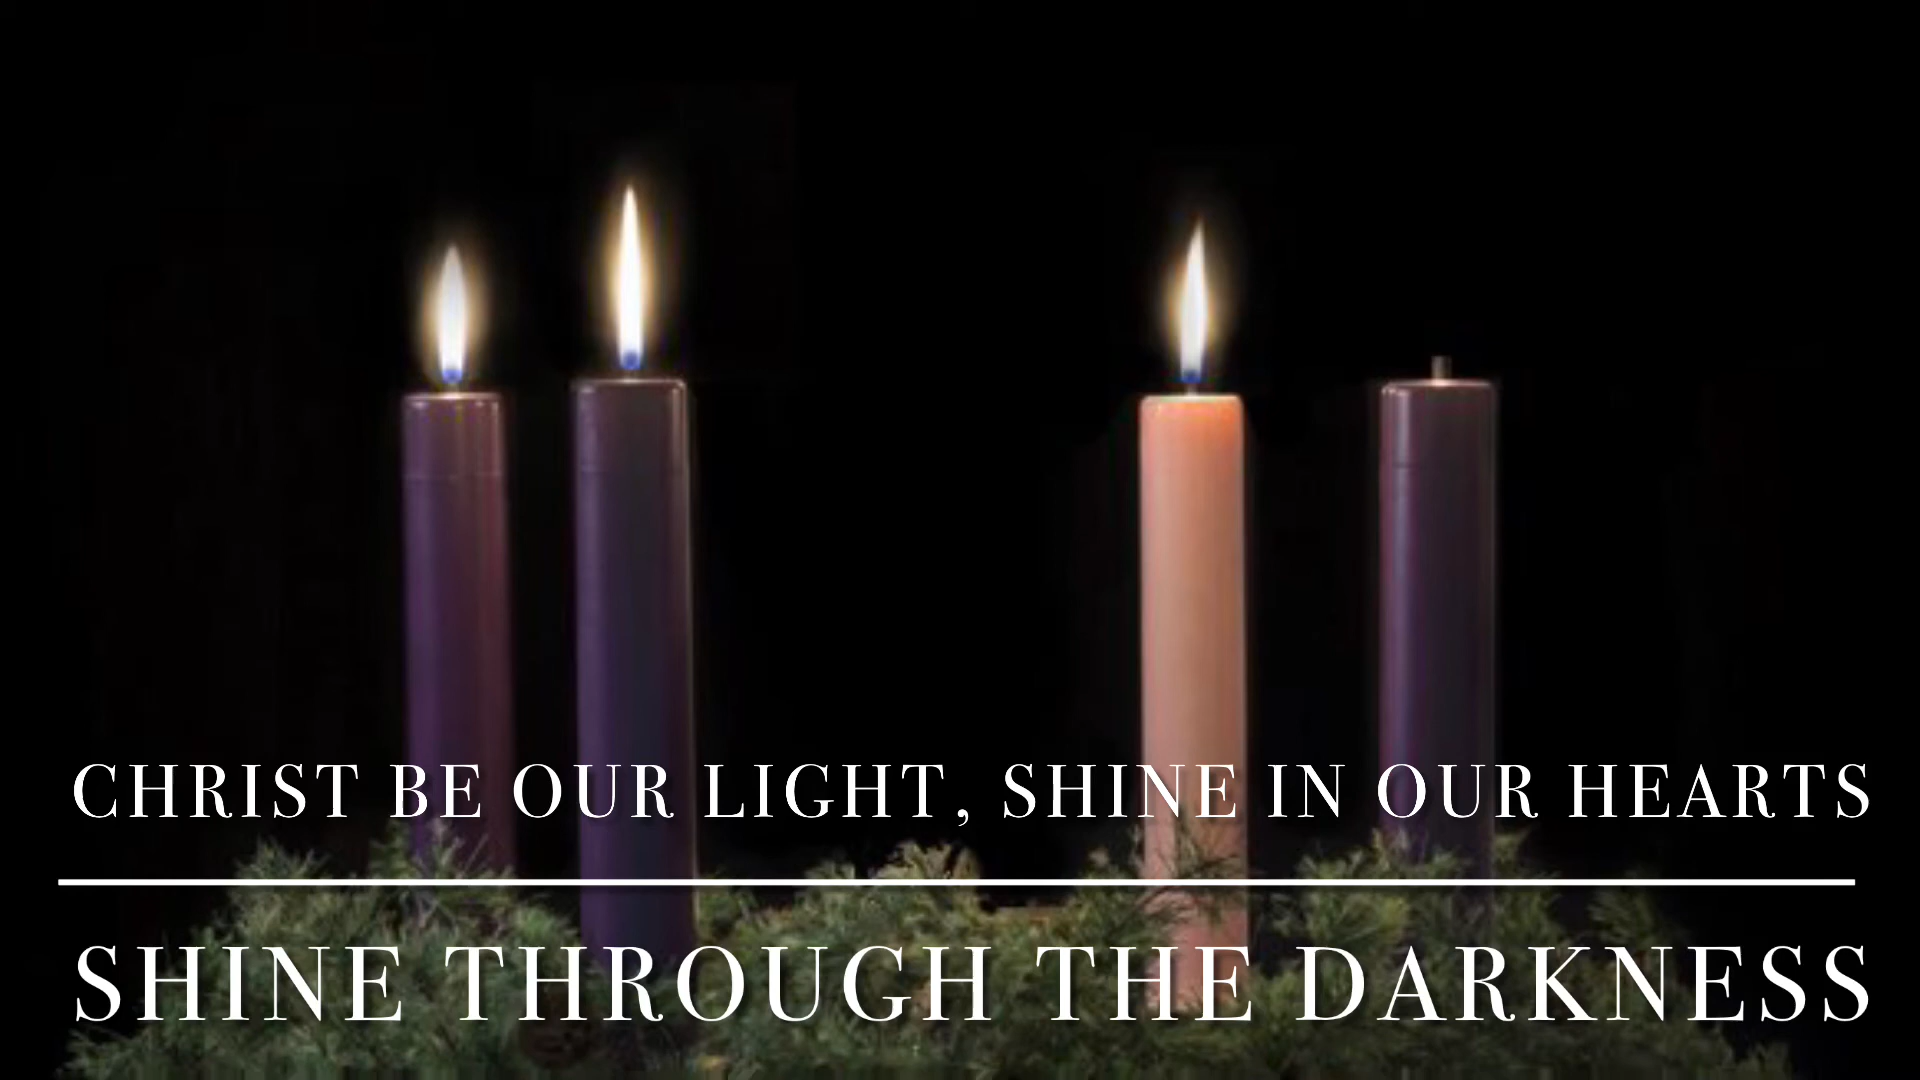 CHRIST BE OUR LIGHT, SHINE IN OUR HEARTS
SHINE THROUGH THE DARKNESS